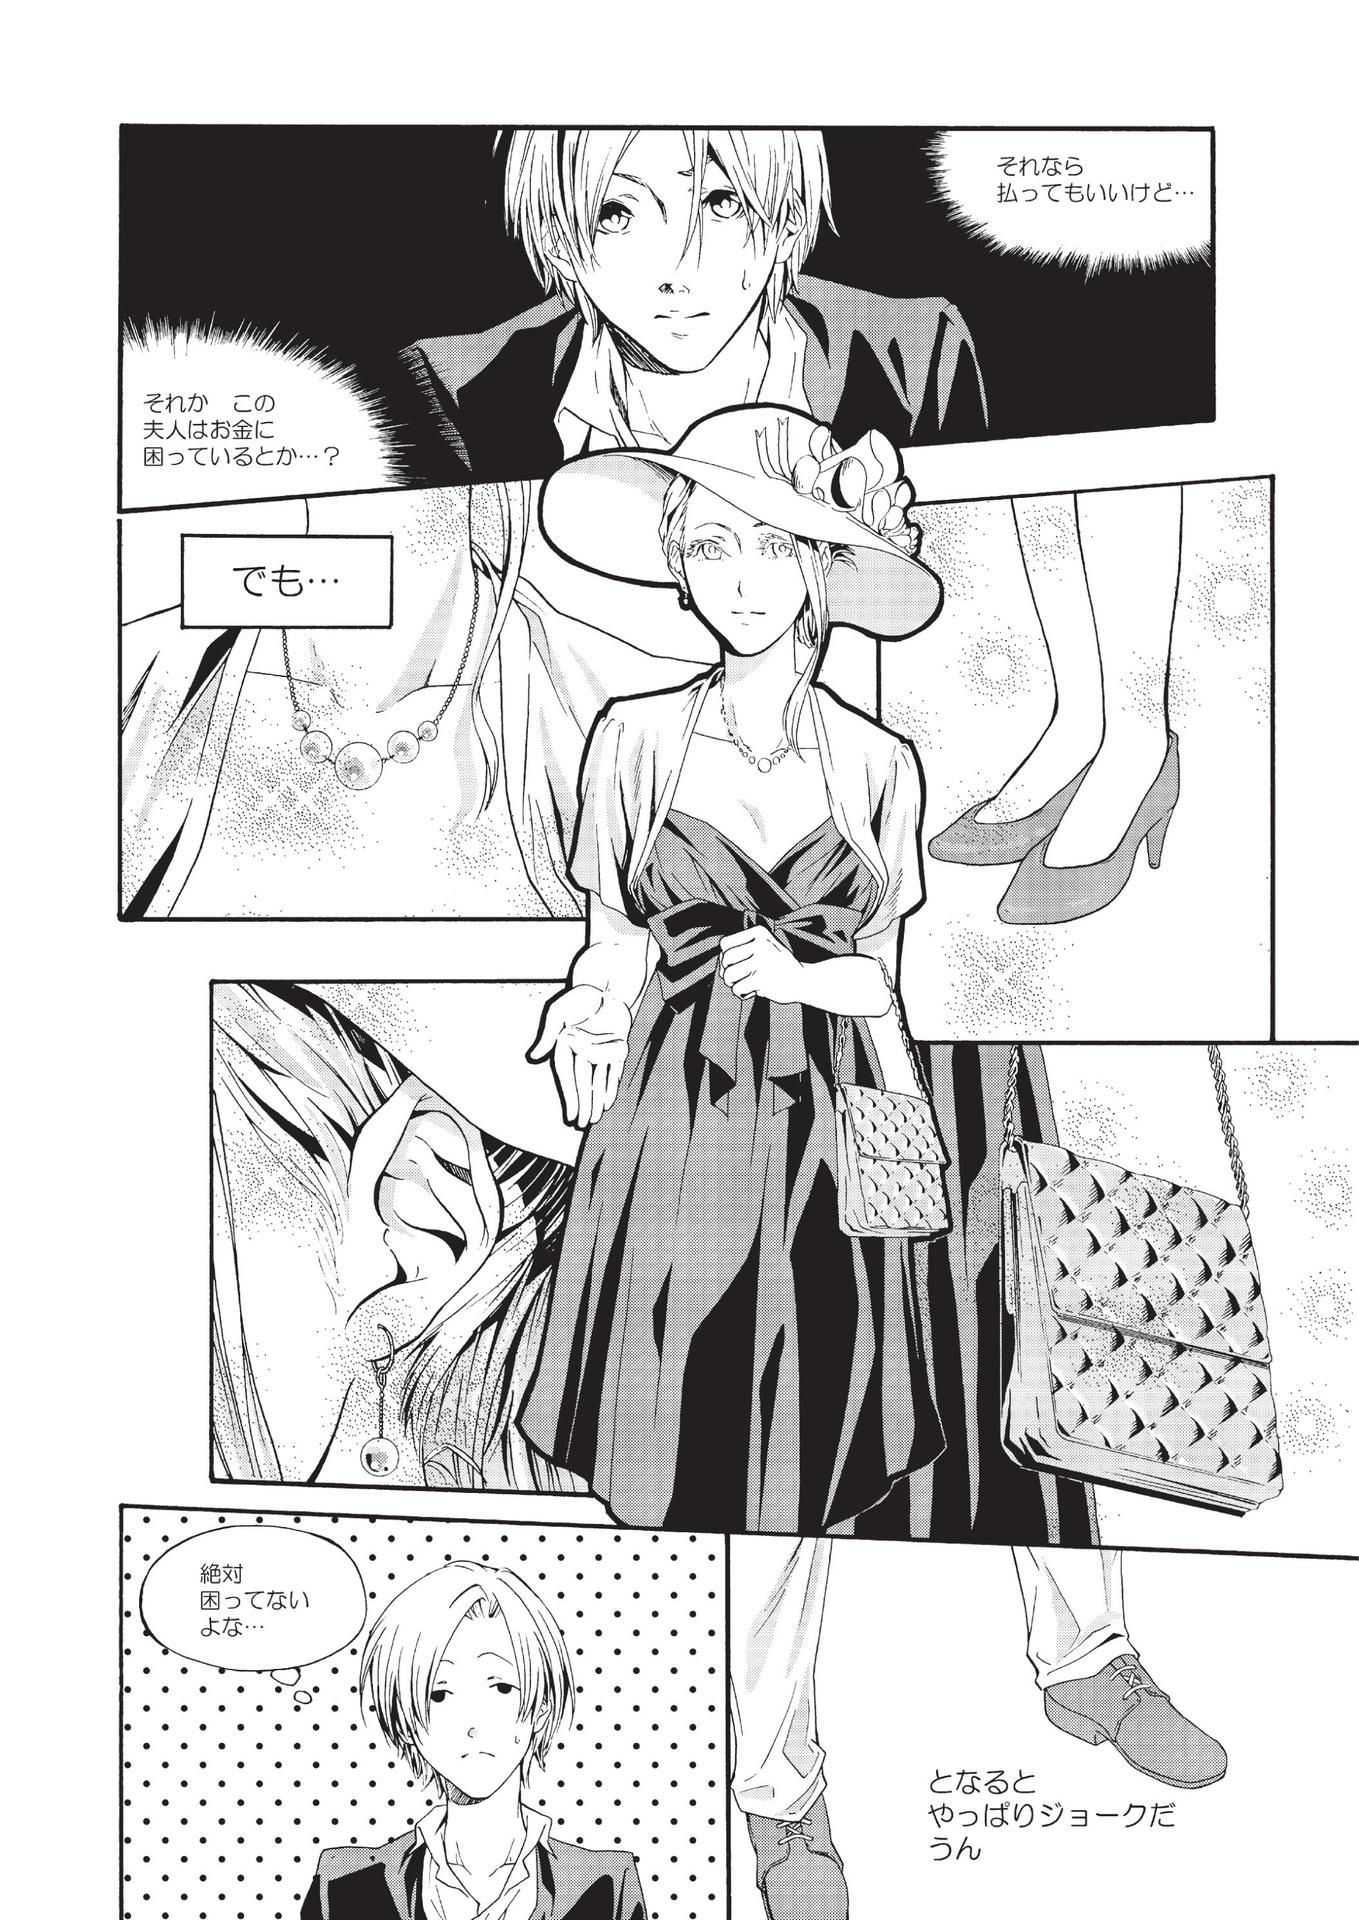 それなら
払ってもいいけど…
それか　この
夫人はお金に
困っているとか…？
でも…
絶対
困ってない
よな…
となると
やっぱりジョークだ
うん